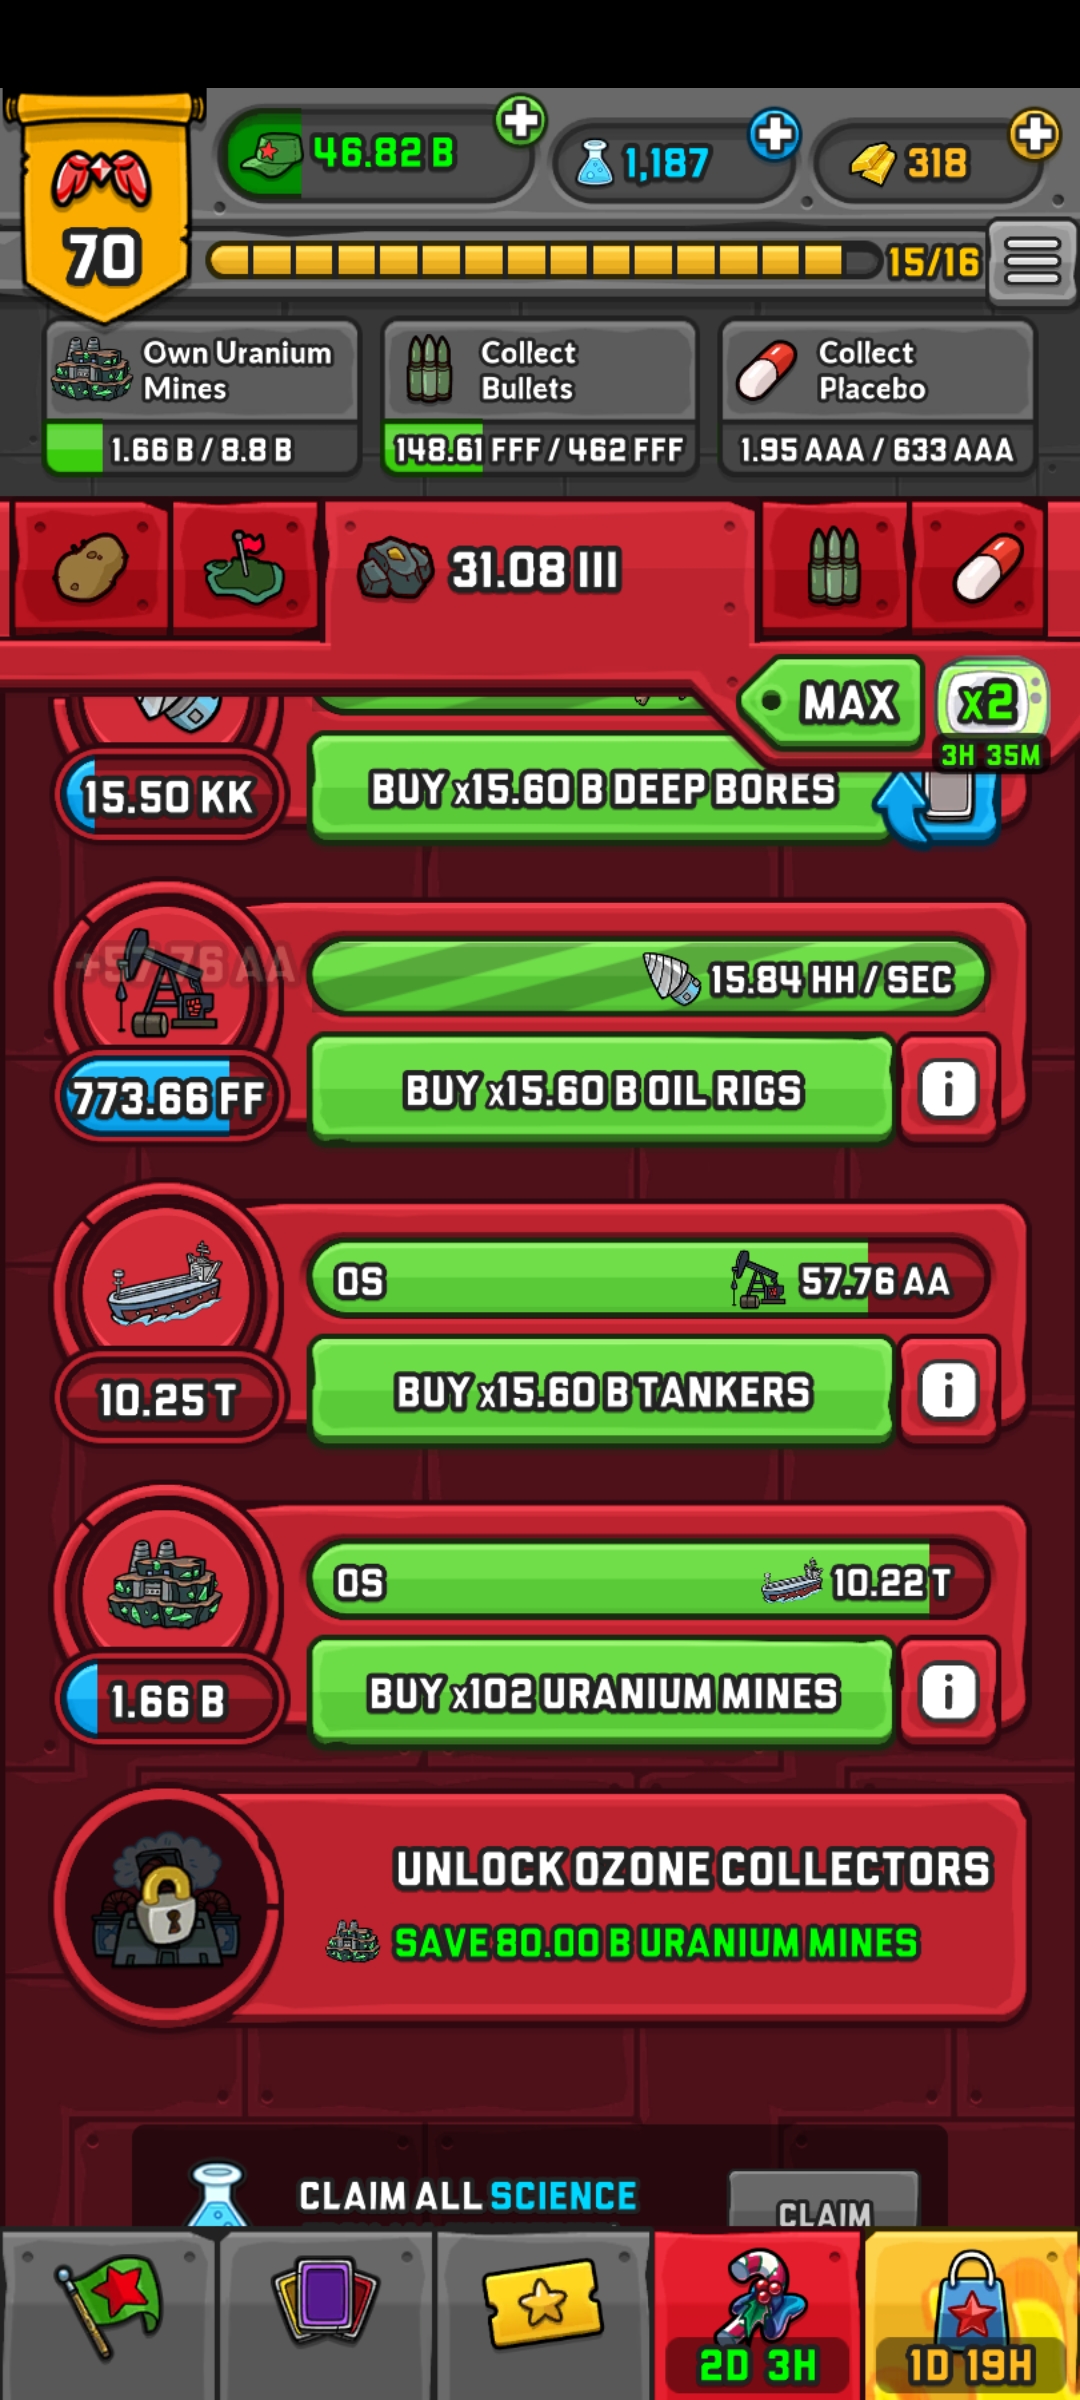 46.82 B
1,187
318
70
15/16
Own Uranium
Mines
1.66 B / 8.8 B
Collect
Bullets
148.61 FFF / 462 FFF
Collect
Placebo
1.95 AAA / 633 AAA
31.08 III
MAX
x2
3H 35M
15.50 KK
BUY x15.60 B DEEP BORES
+57.76 AA
15.84 HH / SEC
773.66 FF
BUY x15.60 B OIL RIGS
i
0S
57.76 AA
10.25 T
BUY x15.60 B TANKERS
i
0S
10.22 T
1.66 B
BUY x102 URANIUM MINES
i
UNLOCK OZONE COLLECTORS
SAVE 80.00 B URANIUM MINES
CLAIM ALL SCIENCE
CLAIM
2D 3H
1D 19H